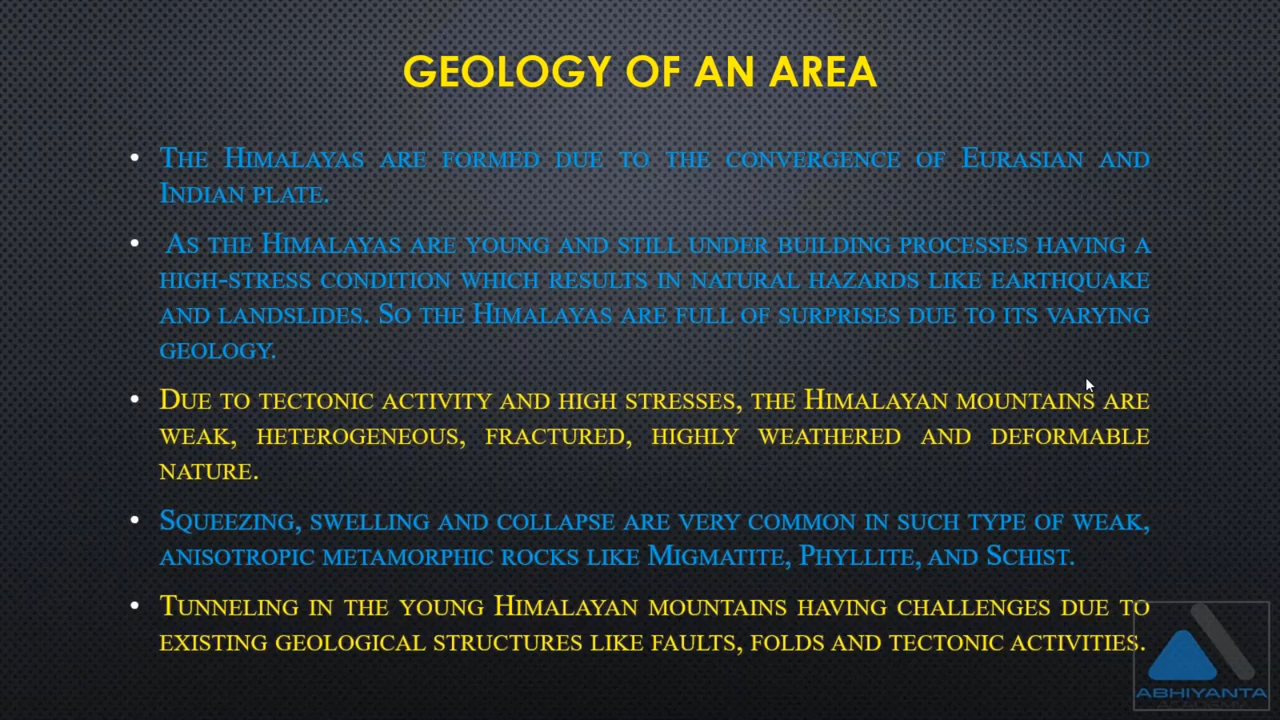 GEOLOGY OF AN AREA
• THE HIMALAYAS ARE FORMED DUE TO THE CONVERGENCE OF EURASIAN AND
INDIAN PLATE.
• AS THE HIMALAYAS ARE YOUNG AND STILL UNDER BUILDING PROCESSES HAVING A
HIGH-STRESS CONDITION WHICH RESULTS IN NATURAL HAZARDS LIKE EARTHQUAKE
AND LANDSLIDES. SO THE HIMALAYAS ARE FULL OF SURPRISES DUE TO ITS VARYING
GEOLOGY.
• DUE TO TECTONIC ACTIVITY AND HIGH STRESSES, THE HIMALAYAN MOUNTAINS ARE
WEAK, HETEROGENEOUS, FRACTURED, HIGHLY WEATHERED AND DEFORMABLE
NATURE.
• SQUEEZING, SWELLING AND COLLAPSE ARE VERY COMMON IN SUCH TYPE OF WEAK,
ANISOTROPIC METAMORPHIC ROCKS LIKE MIGMATITE, PHYLLITE, AND SCHIST.
• TUNNELING IN THE YOUNG HIMALAYAN MOUNTAINS HAVING CHALLENGES DUE TO
EXISTING GEOLOGICAL STRUCTURES LIKE FAULTS, FOLDS AND TECTONIC ACTIVITIES.
ABHIYANTA
ACADEMY